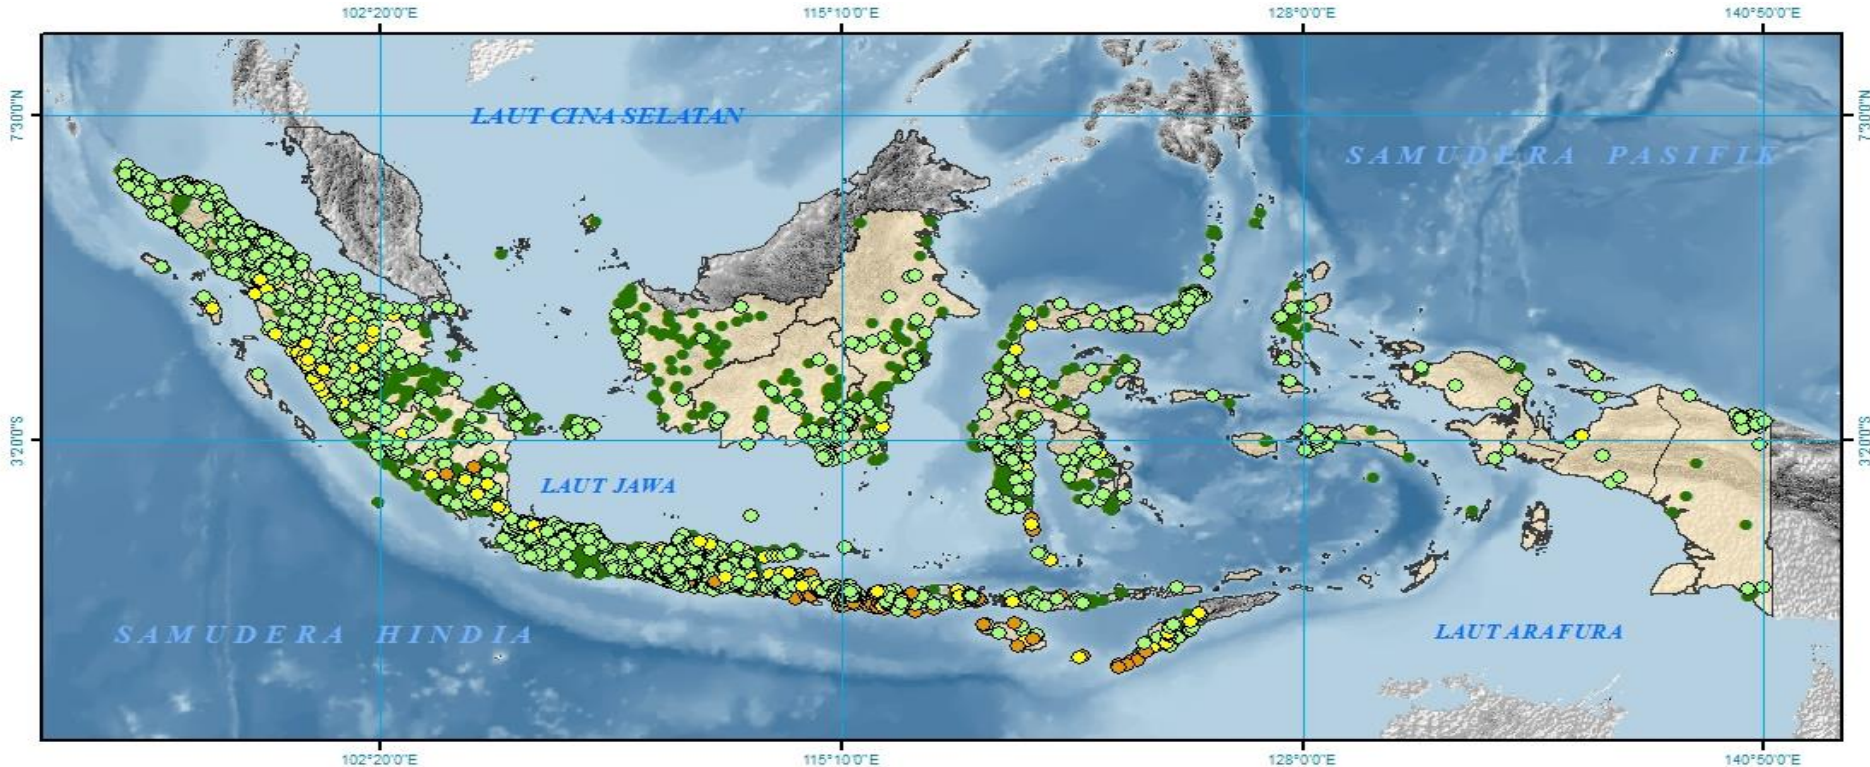 102°20'0"E 115°10'0"E 128°0'0"E 140°50'0"E
7°30'0"N 7°30'0"N
LAUT CINA SELATAN
SAMUDERA PASIFIK
3°20'0"S 3°20'0"S
LAUT JAWA
SAMUDERA HINDIA
LAUT ARAFURA
102°20'0"E 115°10'0"E 128°0'0"E 140°50'0"E